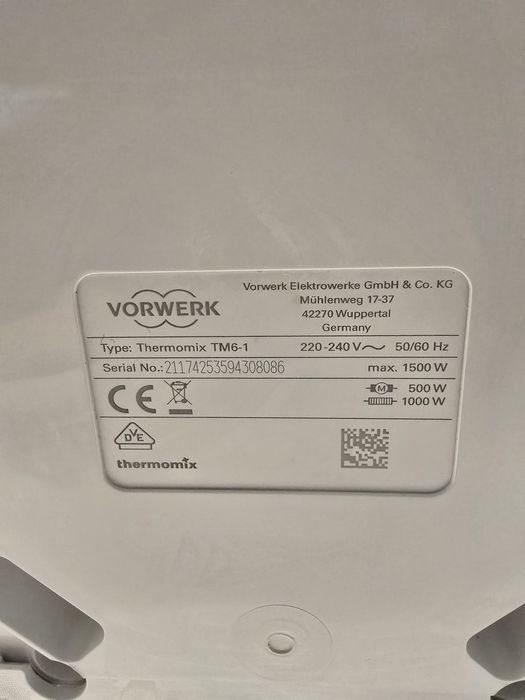 VORWERK
Vorwerk Elektrowerke GmbH & Co. KG
Mühlenweg 17-37
42270 Wuppertal
Germany
Type: Thermomix TM6-1 220-240 V~ 50/60 Hz
Serial No.: 21174253594308086 max. 1500 W
CE M 500 W
1000 W
DVE
thermomix